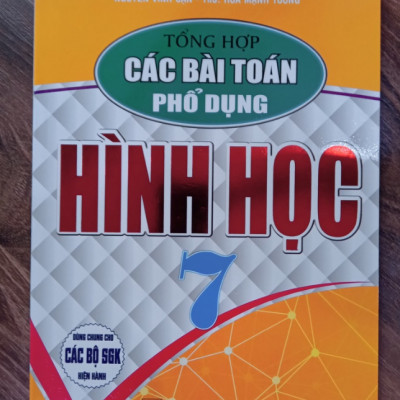 TỔNG HỢP
CÁC BÀI TOÁN
PHỔ DỤNG
HÌNH HỌC
7
DÙNG CHUNG CHO
CÁC BỘ SGK
HIỆN HÀNH